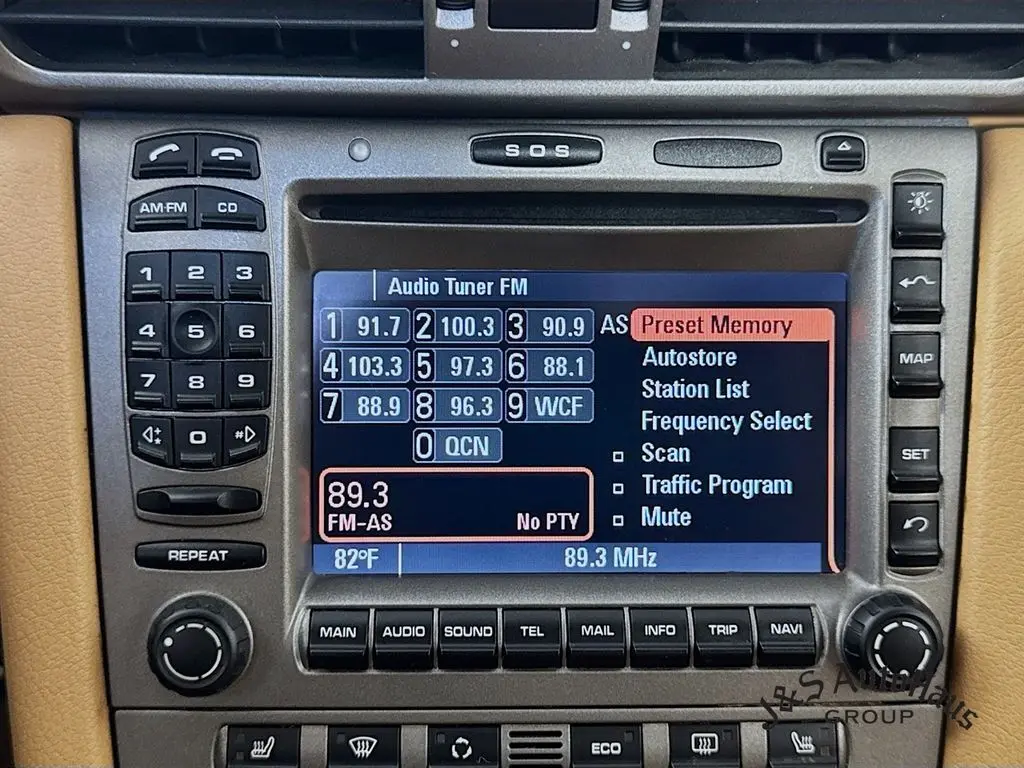 SOS
AM·FM CD
1 2 3
4 5 6
7 8 9
*+ 0 #
REPEAT
MAP
SET
Audio Tuner FM
1 91.7 2 100.3 3 90.9 AS
4 103.3 5 97.3 6 88.1
7 88.9 8 96.3 9 WCF
0 QCN
Preset Memory
Autostore
Station List
Frequency Select
Scan
Traffic Program
Mute
89.3
FM-AS No PTY
82°F 89.3 MHz
MAIN AUDIO SOUND TEL MAIL INFO TRIP NAVI
ECO
J&S AutoHaus
GROUP